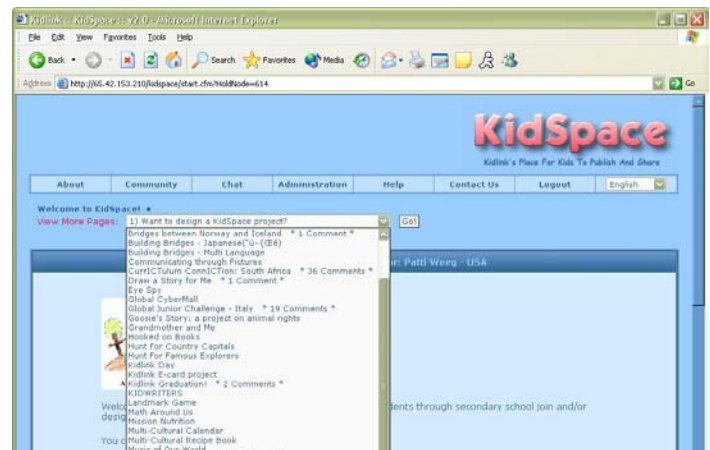 Kidlink :: KidSpace :: v2.0 - Microsoft Internet Explorer
File Edit View Favorites Tools Help
Back Search Favorites Media
Address http://65.42.153.210/kidspace/start.cfm?HoldNode=614 Go
KidSpace
Kidlink's Place For Kids To Publish And Share
About Community Chat Administration Help Contact Us Logout English
Welcome to KidSpace!
View More Pages: 1) Want to design a KidSpace project? Go!
Bridges between Norway and Iceland * 1 Comment *
Building Bridges - Japanese
Building Bridges - Multi Language
Communicating through Pictures
CurrICTulum ConnICTion: South Africa * 36 Comments *
Draw a Story for Me * 1 Comment *
Patti Weeg - USA
Eye Spy
Global CyberMall
Global Junior Challenge - Italy * 19 Comments *
Goosie's Story: a project on animal rights
Grandmother and Me
Hooked on Books
Hunt For Country Capitals
Hunt For Famous Explorers
Kidlink Day
Kidlink E-card project
Kidlink Graduation! * 2 Comments *
KIDWRITERS
Landmark Game
Welc dents through secondary school join and/or
Math Around Us
desig
Mission Nutrition
Multi-Cultural Calendar
You c Multi-Cultural Recipe Book
Music of Our World